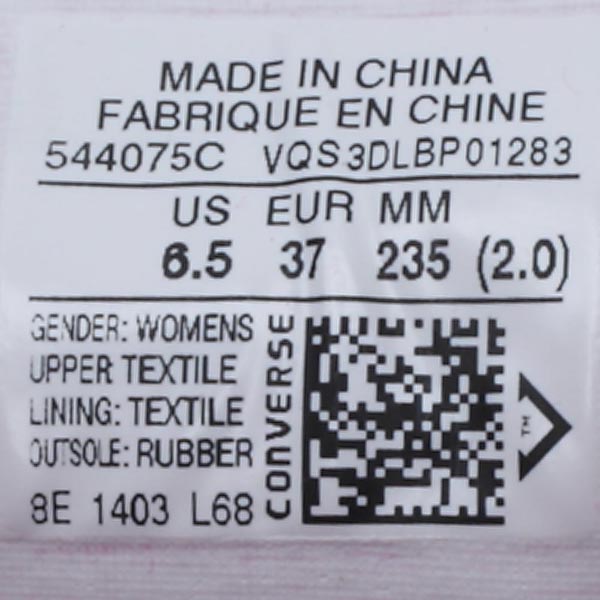 MADE IN CHINA
FABRIQUE EN CHINE
544075C VQS3DLBP01283
US EUR MM
6.5 37 235 (2.0)
GENDER: WOMENS
UPPER TEXTILE
LINING: TEXTILE
OUTSOLE: RUBBER
8E 1403 L68
CONVERSE
TM